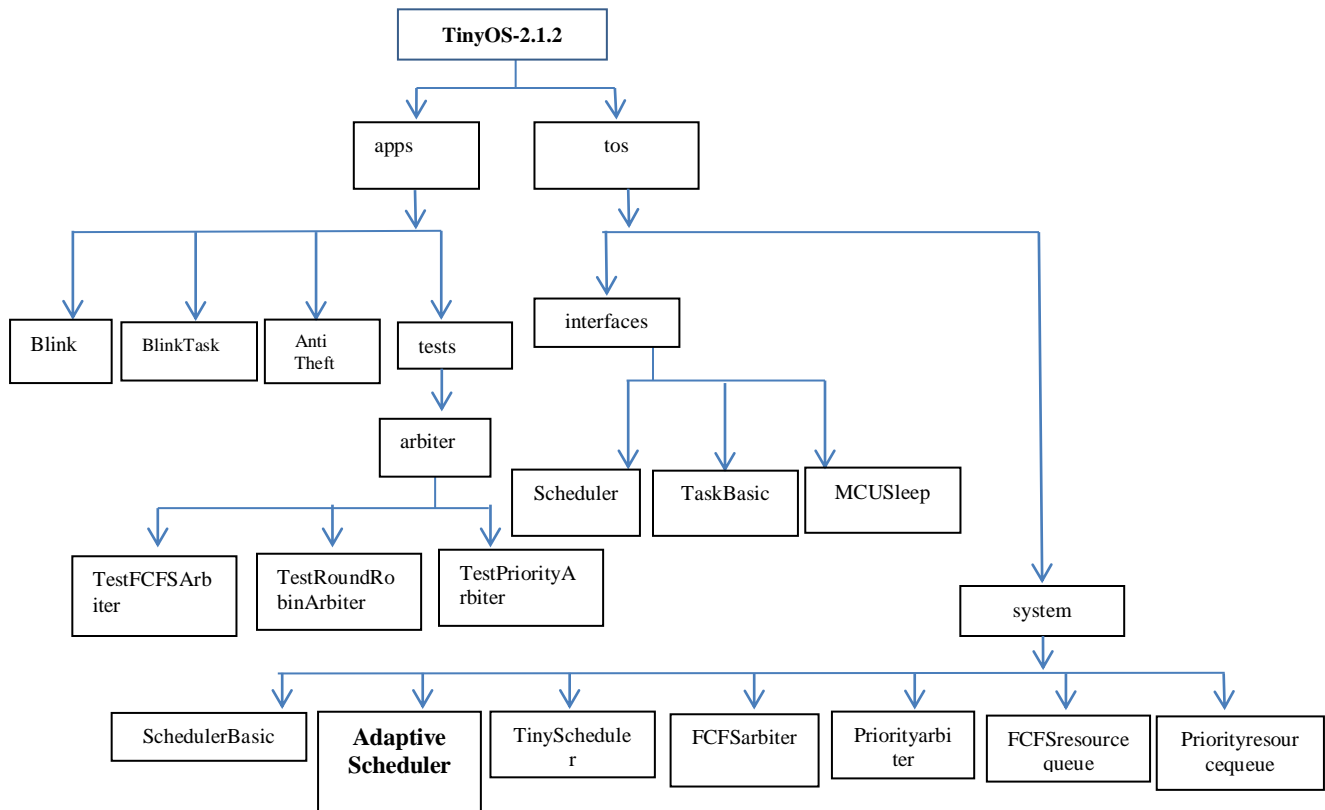 TinyOS-2.1.2
apps
tos
Blink
BlinkTask
Anti
Theft
tests
interfaces
arbiter
Scheduler
TaskBasic
MCUSleep
TestFCFSArb
iter
TestRoundRo
binArbiter
TestPriorityA
rbiter
system
SchedulerBasic
Adaptive
Scheduler
TinySchedule
r
FCFSarbiter
Priorityarbi
ter
FCFSresource
queue
Priorityresour
cequeue